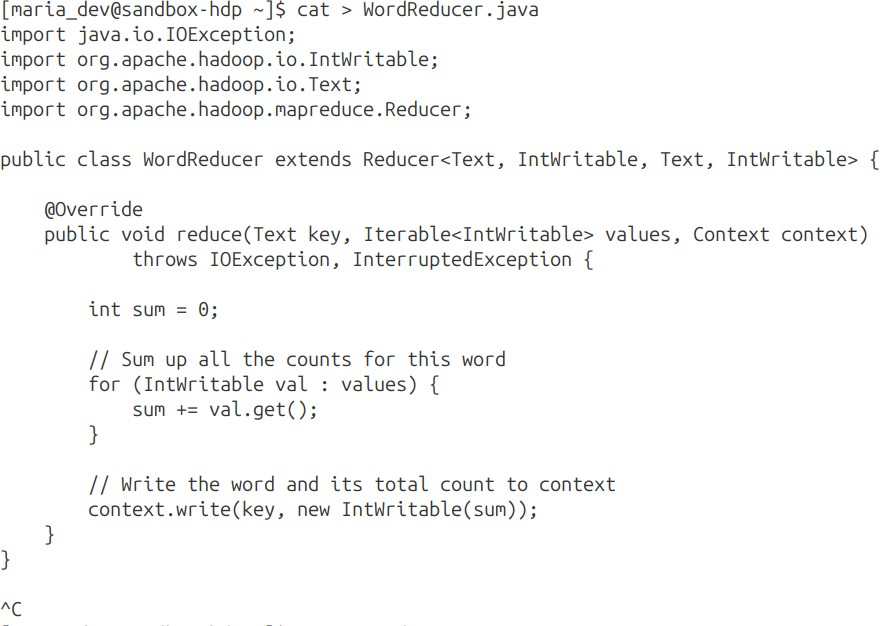 [maria_dev@sandbox-hdp ~]$ cat > WordReducer.java
import java.io.IOException;
import org.apache.hadoop.io.IntWritable;
import org.apache.hadoop.io.Text;
import org.apache.hadoop.mapreduce.Reducer;

public class WordReducer extends Reducer<Text, IntWritable, Text, IntWritable> {

    @Override
    public void reduce(Text key, Iterable<IntWritable> values, Context context)
            throws IOException, InterruptedException {

        int sum = 0;

        // Sum up all the counts for this word
        for (IntWritable val : values) {
            sum += val.get();
        }

        // Write the word and its total count to context
        context.write(key, new IntWritable(sum));
    }
}

^C